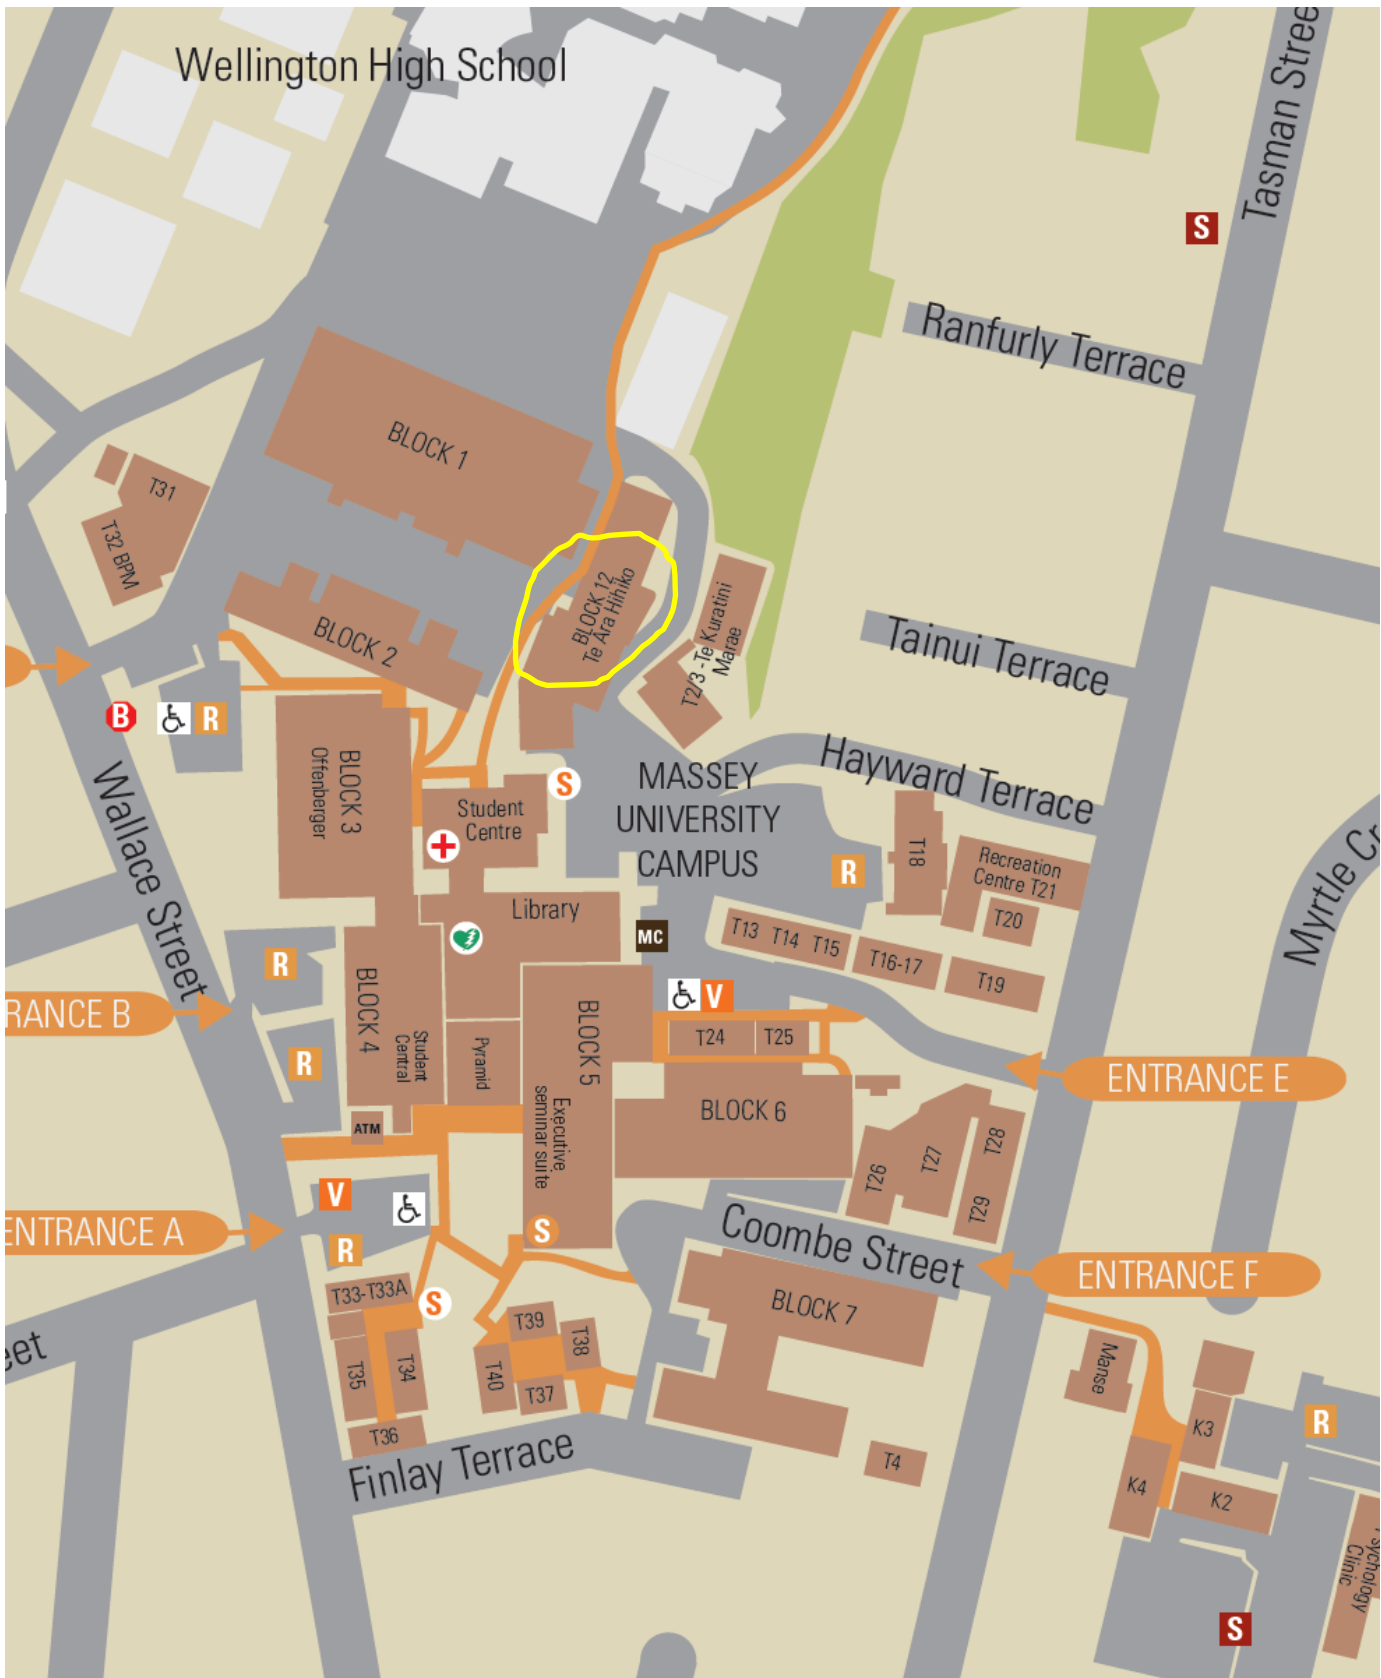 Wellington High School
Tasman Stree
S
Ranfurly Terrace
BLOCK 1
T31
T32 BPM
BLOCK 12
Te Ara Hihiko
T2/3 -Te Kuratini
Marae
BLOCK 2
Tainui Terrace
B
R
BLOCK 3
Offenberger
Hayward Terrace
MASSEY
UNIVERSITY
CAMPUS
S
Student
Centre
Wallace Street
R
T18
Recreation
Centre T21
T20
Myrtle Cr
Library
MC
T13 T14 T15
T16-17
T19
R
V
RANCE B
BLOCK 4
Student
Central
Pyramid
BLOCK 5
Executive
seminar suite
T24
T25
R
ENTRANCE E
BLOCK 6
ATM
T26
T27
T28
T29
V
ENTRANCE A
R
S
Coombe Street
ENTRANCE F
T33-T33A
S
BLOCK 7
T39
T38
T35
T34
T40
T37
T36
Manse
K3
R
Finlay Terrace
T4
K4
K2
eet
sychology
Clinic
S